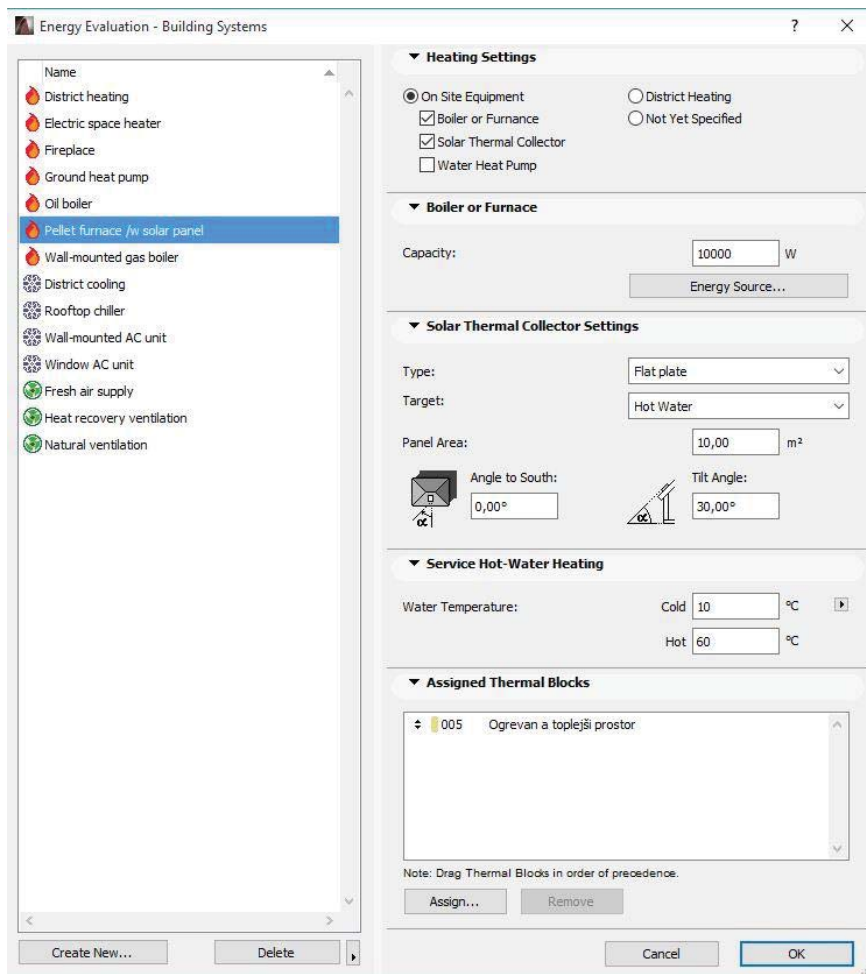 Energy Evaluation - Building Systems
?
Name
District heating
Electric space heater
Fireplace
Ground heat pump
Oil boiler
Pellet furnace /w solar panel
Wall-mounted gas boiler
District cooling
Rooftop chiller
Wall-mounted AC unit
Window AC unit
Fresh air supply
Heat recovery ventilation
Natural ventilation
Create New...
Delete
Heating Settings
On Site Equipment
District Heating
Boiler or Furnance
Not Yet Specified
Solar Thermal Collector
Water Heat Pump
Boiler or Furnace
Capacity: 10000 W
Energy Source...
Solar Thermal Collector Settings
Type: Flat plate
Target: Hot Water
Panel Area: 10,00 m²
Angle to South:
Tilt Angle:
0,00°
30,00°
α
α
Service Hot-Water Heating
Water Temperature: Cold 10 °C
Hot 60 °C
Assigned Thermal Blocks
005 Ogrevan a toplejši prostor
Note: Drag Thermal Blocks in order of precedence.
Assign...
Remove
Cancel
OK